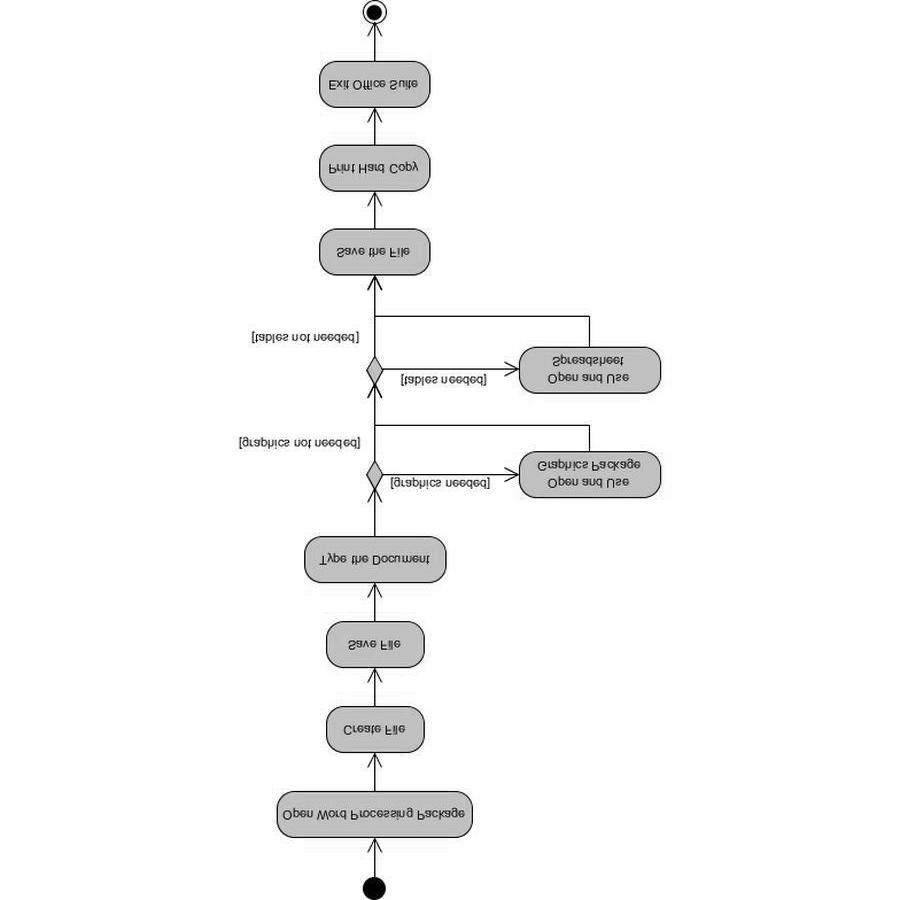 Open Word Processing Package
Create File
Save File
Type the Document
[graphics needed]
Open and Use
Graphics Package
[graphics not needed]
[tables needed]
Open and Use
Spreadsheet
[tables not needed]
Save the File
Print Hard Copy
Exit Office Suite